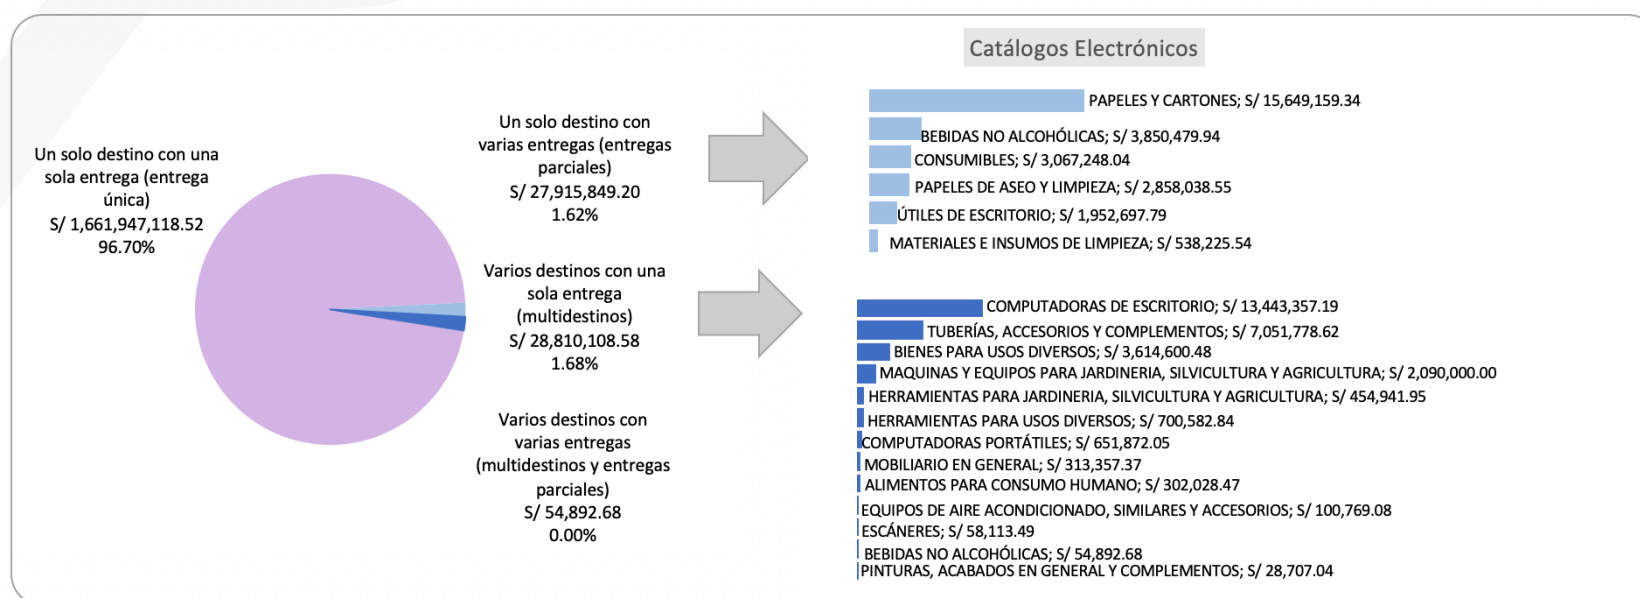 Catálogos Electrónicos
Un solo destino con una
sola entrega (entrega
única)
S/ 1,661,947,118.52
96.70%
Un solo destino con
varias entregas (entregas
parciales)
S/ 27,915,849.20
1.62%
Varios destinos con una
sola entrega
(multidestinos)
S/ 28,810,108.58
1.68%
Varios destinos con
varias entregas
(multidestinos y entregas
parciales)
S/ 54,892.68
0.00%
PAPELES Y CARTONES; S/ 15,649,159.34
BEBIDAS NO ALCOHÓLICAS; S/ 3,850,479.94
CONSUMIBLES; S/ 3,067,248.04
PAPELES DE ASEO Y LIMPIEZA; S/ 2,858,038.55
ÚTILES DE ESCRITORIO; S/ 1,952,697.79
MATERIALES E INSUMOS DE LIMPIEZA; S/ 538,225.54
COMPUTADORAS DE ESCRITORIO; S/ 13,443,357.19
TUBERÍAS, ACCESORIOS Y COMPLEMENTOS; S/ 7,051,778.62
BIENES PARA USOS DIVERSOS; S/ 3,614,600.48
MAQUINAS Y EQUIPOS PARA JARDINERIA, SILVICULTURA Y AGRICULTURA; S/ 2,090,000.00
HERRAMIENTAS PARA JARDINERIA, SILVICULTURA Y AGRICULTURA; S/ 454,941.95
HERRAMIENTAS PARA USOS DIVERSOS; S/ 700,582.84
COMPUTADORAS PORTÁTILES; S/ 651,872.05
MOBILIARIO EN GENERAL; S/ 313,357.37
ALIMENTOS PARA CONSUMO HUMANO; S/ 302,028.47
EQUIPOS DE AIRE ACONDICIONADO, SIMILARES Y ACCESORIOS; S/ 100,769.08
ESCÁNERES; S/ 58,113.49
BEBIDAS NO ALCOHÓLICAS; S/ 54,892.68
PINTURAS, ACABADOS EN GENERAL Y COMPLEMENTOS; S/ 28,707.04